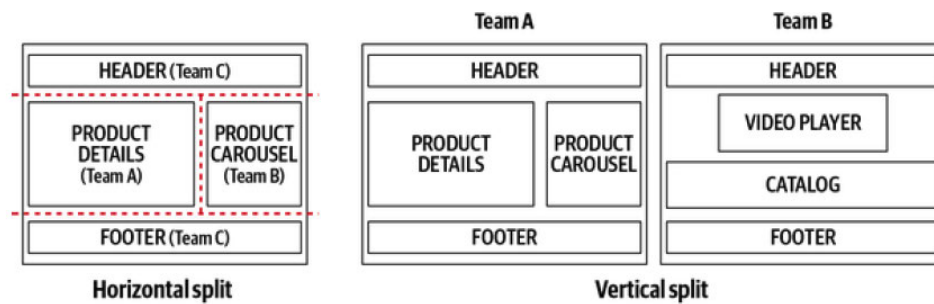 Team A
Team B
HEADER (Team C)
PRODUCT
DETAILS
(Team A)
PRODUCT
CAROUSEL
(Team B)
FOOTER (Team C)
Horizontal split
HEADER
PRODUCT
DETAILS
PRODUCT
CAROUSEL
FOOTER
HEADER
VIDEO PLAYER
CATALOG
FOOTER
Vertical split